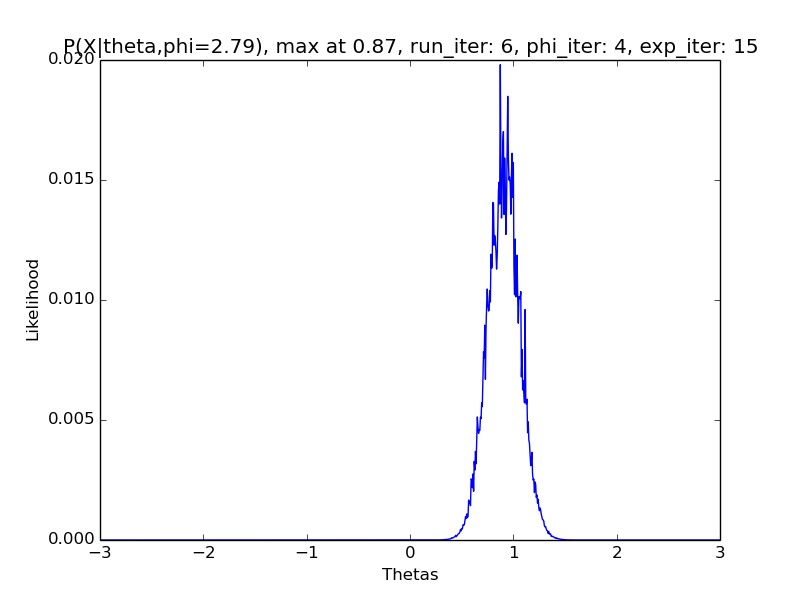 P(X|theta,phi=2.79), max at 0.87, run_iter: 6, phi_iter: 4, exp_iter: 15
0.020
0.015
0.010
0.005
0.000
Likelihood
−3 −2 −1 0 1 2 3
Thetas